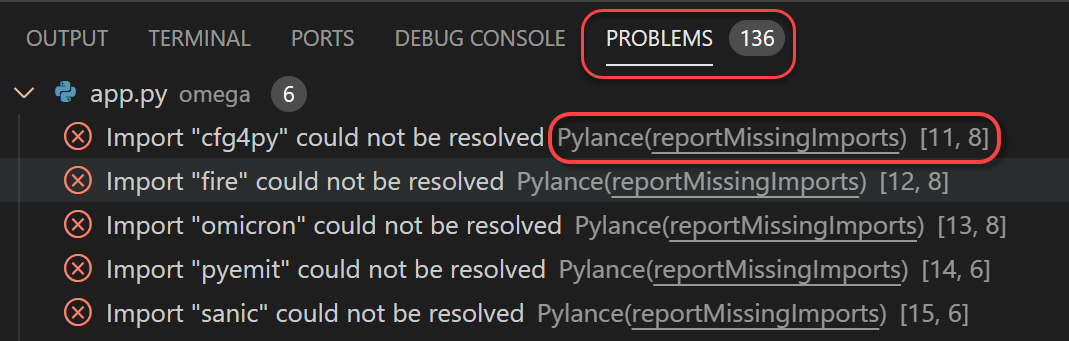 OUTPUT TERMINAL PORTS DEBUG CONSOLE PROBLEMS 136
app.py omega 6
Import "cfg4py" could not be resolved Pylance(reportMissingImports) [11, 8]
Import "fire" could not be resolved Pylance(reportMissingImports) [12, 8]
Import "omicron" could not be resolved Pylance(reportMissingImports) [13, 8]
Import "pyemit" could not be resolved Pylance(reportMissingImports) [14, 6]
Import "sanic" could not be resolved Pylance(reportMissingImports) [15, 6]